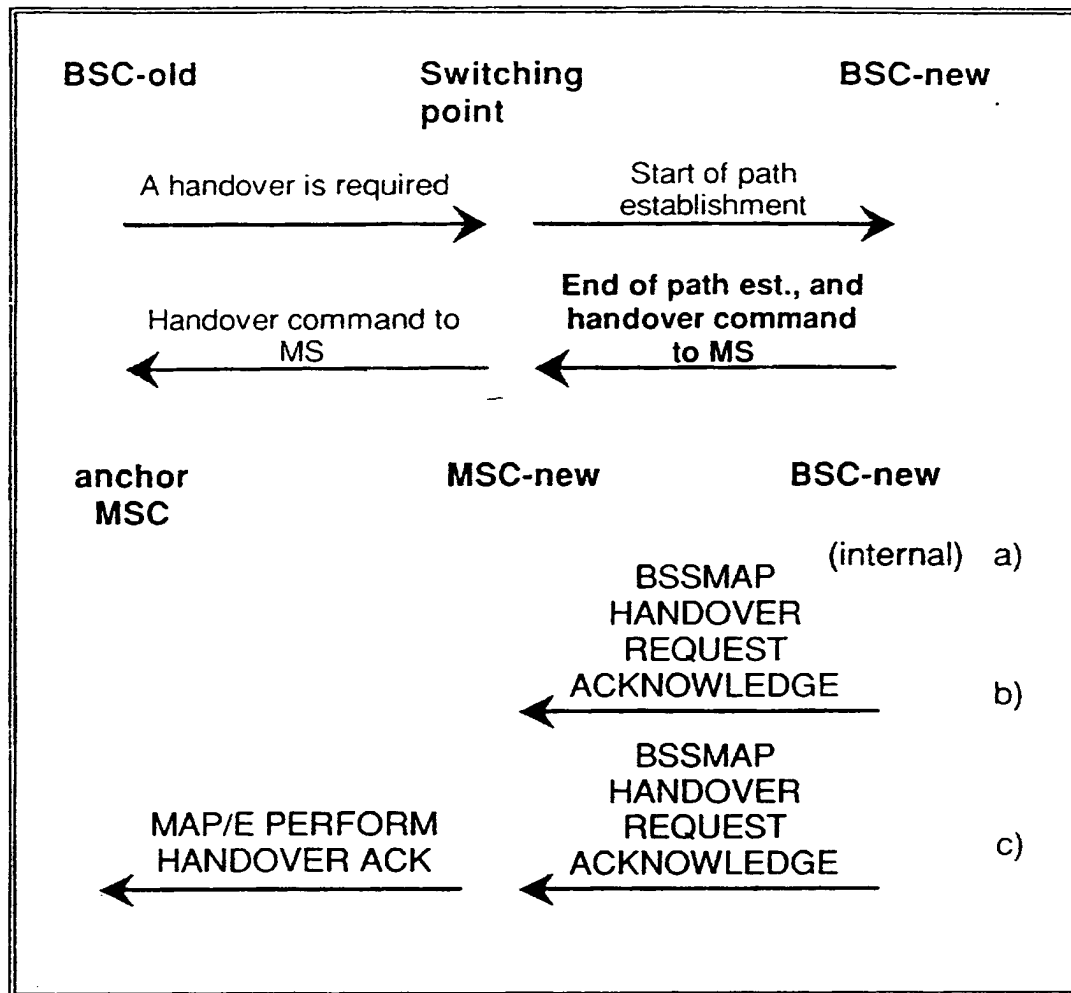 BSC-old Switching point BSC-new
A handover is required
Start of path
establishment
Handover command to
MS
End of path est., and
handover command
to MS
anchor
MSC
MSC-new
BSC-new
(internal) a)
BSSMAP
HANDOVER
REQUEST
ACKNOWLEDGE b)
MAP/E PERFORM
HANDOVER ACK
BSSMAP
HANDOVER
REQUEST
ACKNOWLEDGE
c)